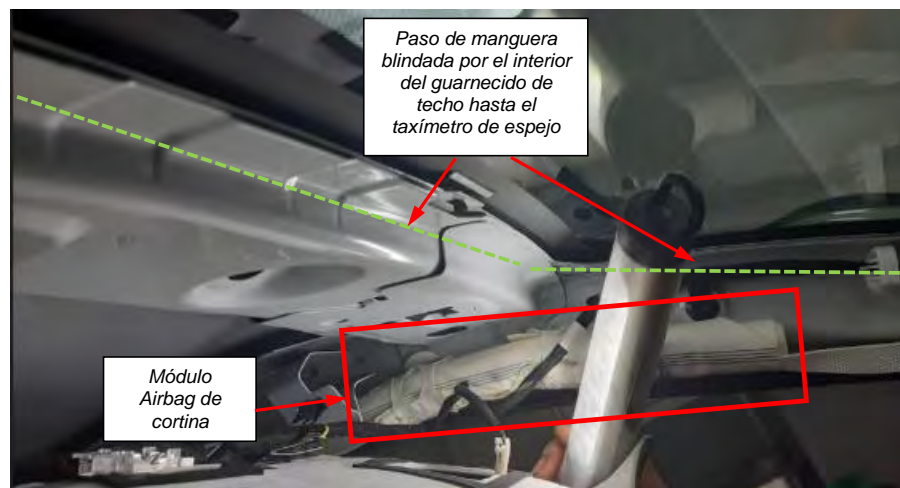 Paso de manguera
blindada por el interior
del guarnecido de
techo hasta el
taxímetro de espejo
Módulo
Airbag de
cortina